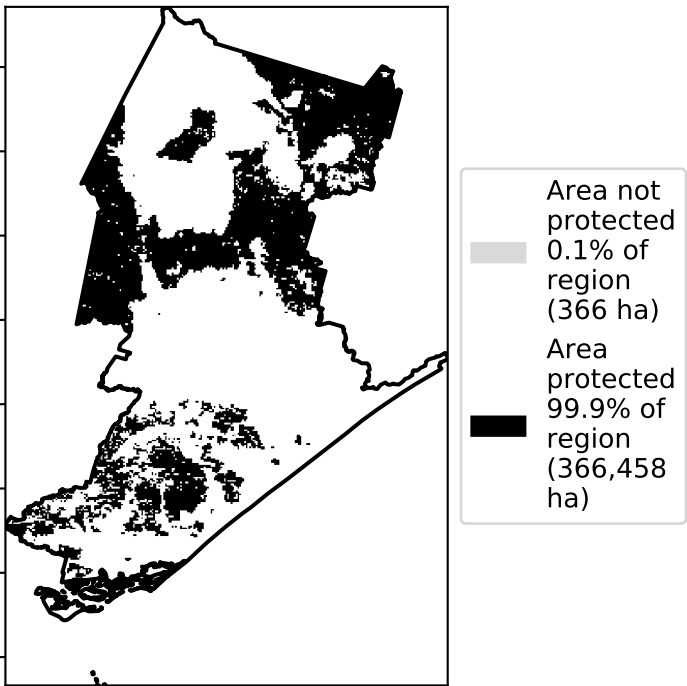 Area not
protected
0.1% of
region
(366 ha)
Area
protected
99.9% of
region
(366,458
ha)